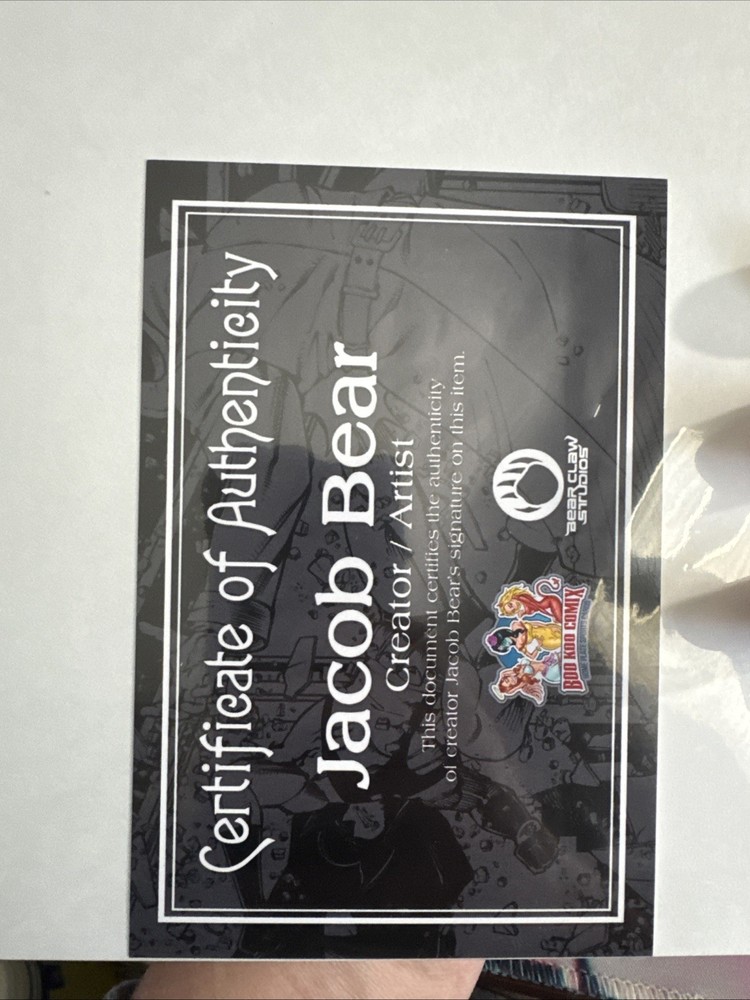 Certificate of Authenticity
Jacob Bear
Creator / Artist
This document certifies the authenticity
of creator Jacob Bear's signature on this item.
BOO KOO COMIX
BEAR CLAW
STUDIOS